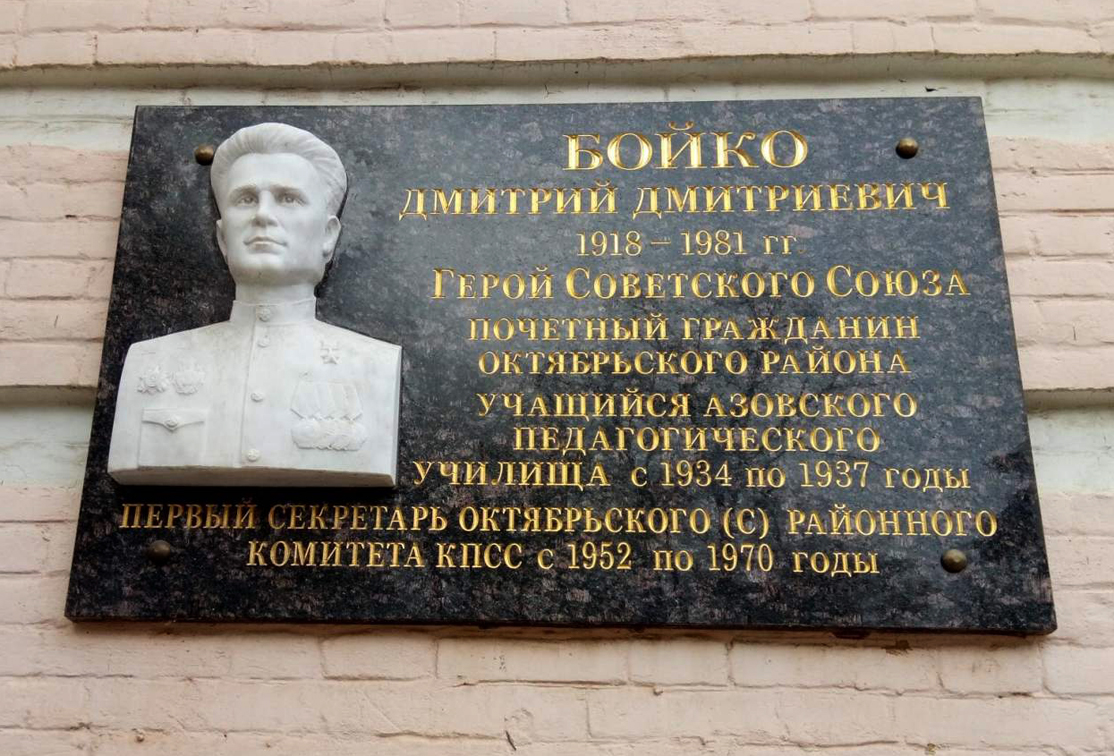 БОЙКО
ДМИТРИЙ ДМИТРИЕВИЧ
1918 – 1981 гг.
ГЕРОЙ СОВЕТСКОГО СОЮЗА
ПОЧЕТНЫЙ ГРАЖДАНИН
ОКТЯБРЬСКОГО РАЙОНА
УЧАЩИЙСЯ АЗОВСКОГО
ПЕДАГОГИЧЕСКОГО
УЧИЛИЩА с 1934 по 1937 годы
ПЕРВЫЙ СЕКРЕТАРЬ ОКТЯБРЬСКОГО (С) РАЙОННОГО
КОМИТЕТА КПСС с 1952 по 1970 годы